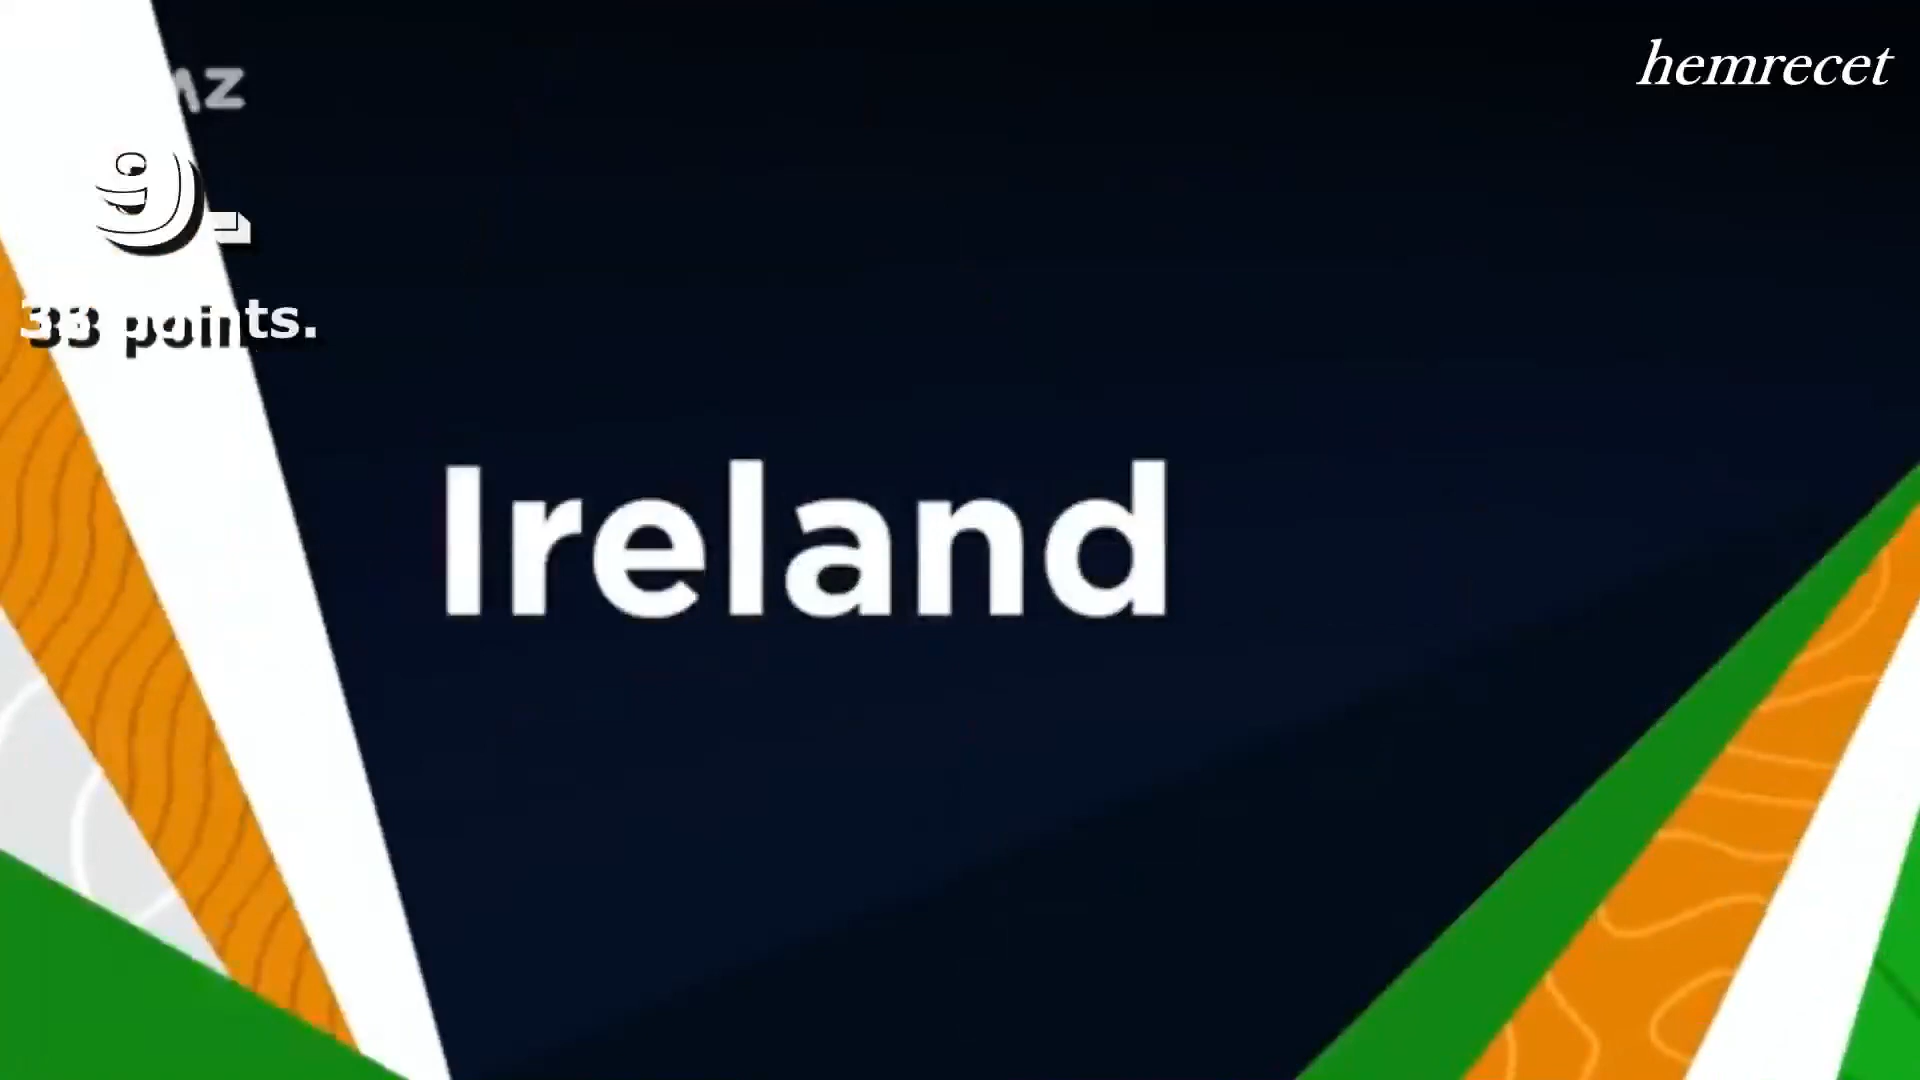 hemrecet
9-
33 points.
Ireland